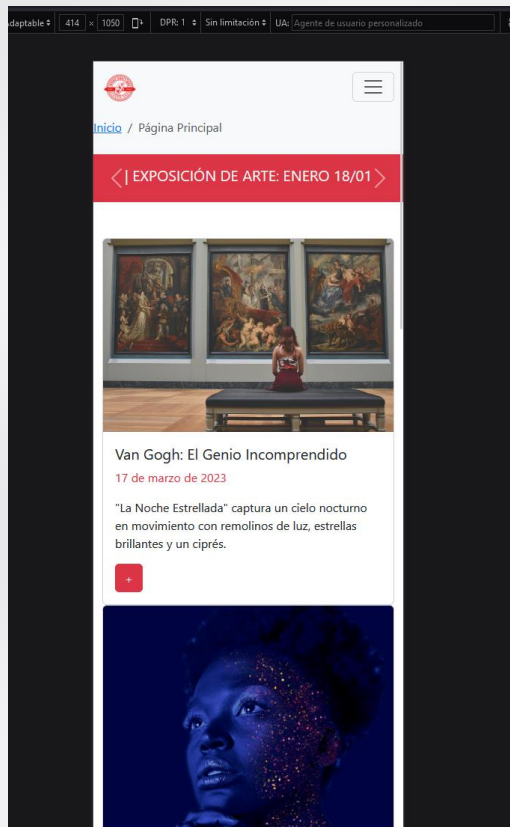 Adaptable
414 × 1050 DPR: 1 Sin limitación UA: Agente de usuario personalizado
Inicio / Página Principal
| EXPOSICIÓN DE ARTE: ENERO 18/01
Van Gogh: El Genio Incomprendido
17 de marzo de 2023
"La Noche Estrellada" captura un cielo nocturno
en movimiento con remolinos de luz, estrellas
brillantes y un ciprés.
+